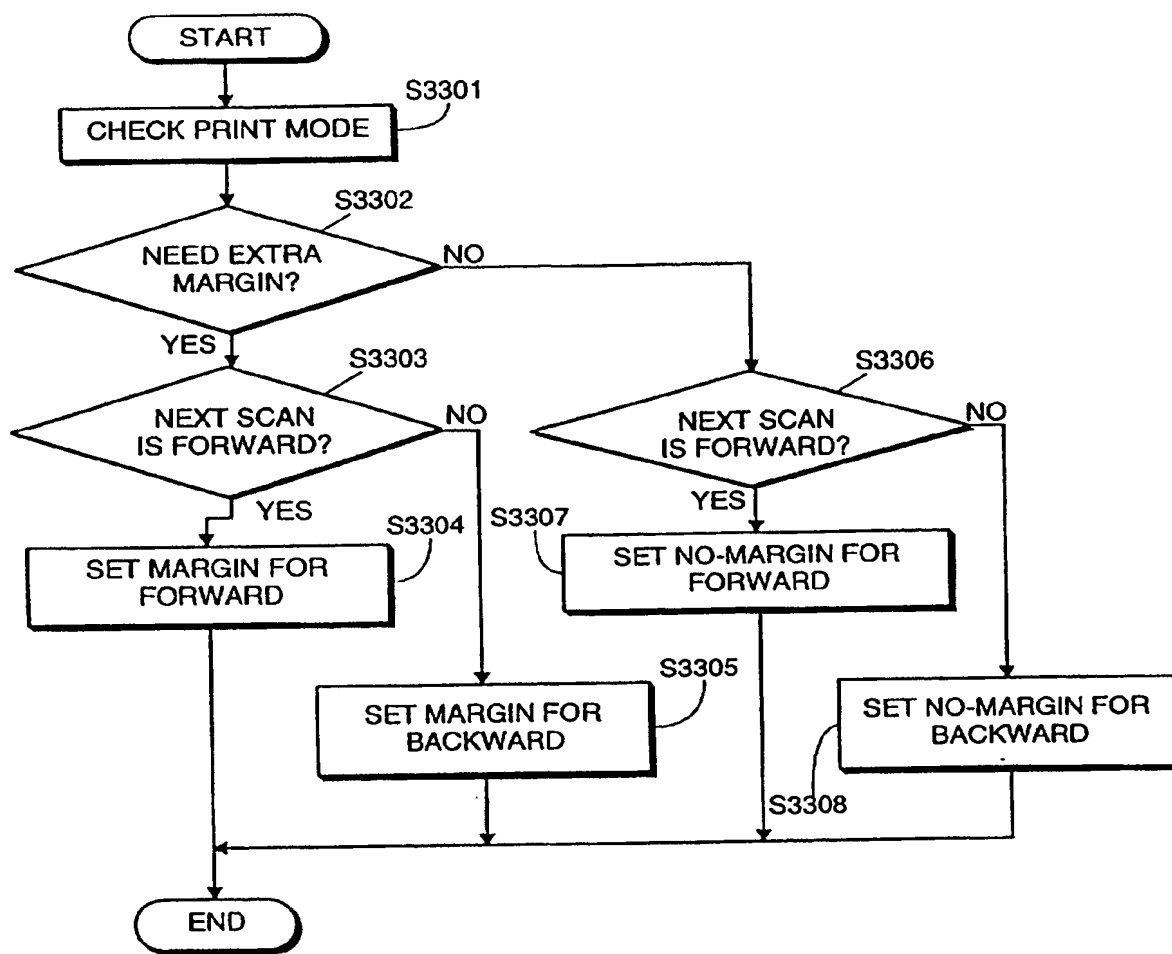 START
S3301
CHECK PRINT MODE
S3302
NEED EXTRA
MARGIN?
NO
YES
S3303
NEXT SCAN
IS FORWARD?
NO
S3306
NEXT SCAN
IS FORWARD?
NO
YES
S3304
SET MARGIN FOR
FORWARD
YES
S3307
SET NO-MARGIN FOR
FORWARD
S3305
SET MARGIN FOR
BACKWARD
SET NO-MARGIN FOR
BACKWARD
S3308
END